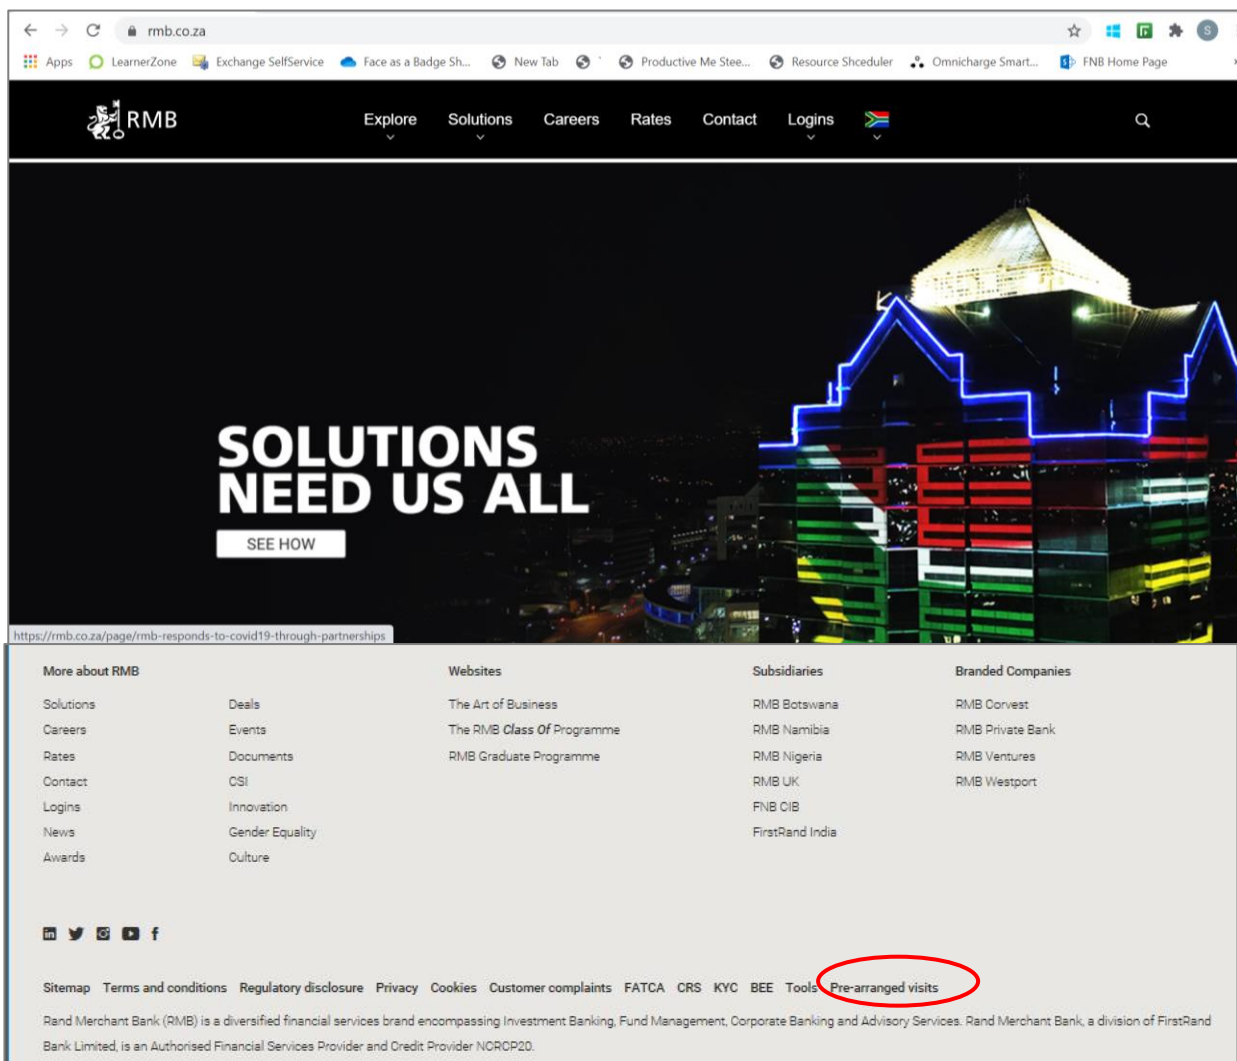 rmb.co.za
S
Apps LearnerZone Exchange SelfService Face as a Badge Sh... New Tab ` Productive Me Stee... Resource Shceduler Omnicharge Smart... FNB Home Page
RMB Explore Solutions Careers Rates Contact Logins
SOLUTIONS
NEED US ALL
SEE HOW
https://rmb.co.za/page/rmb-responds-to-covid19-through-partnerships
More about RMB Websites Subsidiaries Branded Companies
Solutions Deals The Art of Business RMB Botswana RMB Corvest
Careers Events The RMB Class Of Programme RMB Namibia RMB Private Bank
Rates Documents RMB Graduate Programme RMB Nigeria RMB Ventures
Contact CSI RMB UK RMB Westport
Logins Innovation FNB CIB
News Gender Equality FirstRand India
Awards Culture
Sitemap Terms and conditions Regulatory disclosure Privacy Cookies Customer complaints FATCA CRS KYC BEE Tools Pre-arranged visits
Rand Merchant Bank (RMB) is a diversified financial services brand encompassing Investment Banking, Fund Management, Corporate Banking and Advisory Services. Rand Merchant Bank, a division of FirstRand
Bank Limited, is an Authorised Financial Services Provider and Credit Provider NCRCP20.